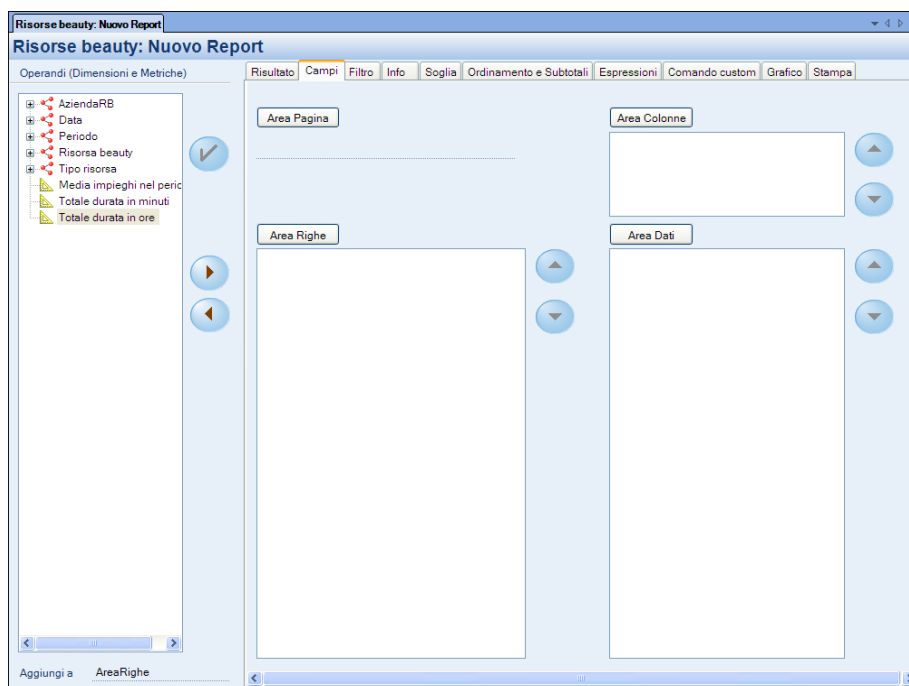 Risorse beauty: Nuovo Report
Risorse beauty: Nuovo Report
Operandi (Dimensioni e Metriche)
Risultato Campi Filtro Info Soglia Ordinamento e Subtotali Espressioni Comando custom Grafico Stampa
AziendaRB
Data
Periodo
Risorsa beauty
Tipo risorsa
Media impieghi nel peric
Totale durata in minuti
Totale durata in ore
Area Pagina
Area Colonne
Area Righe
Area Dati
Aggiungi a AreaRighe